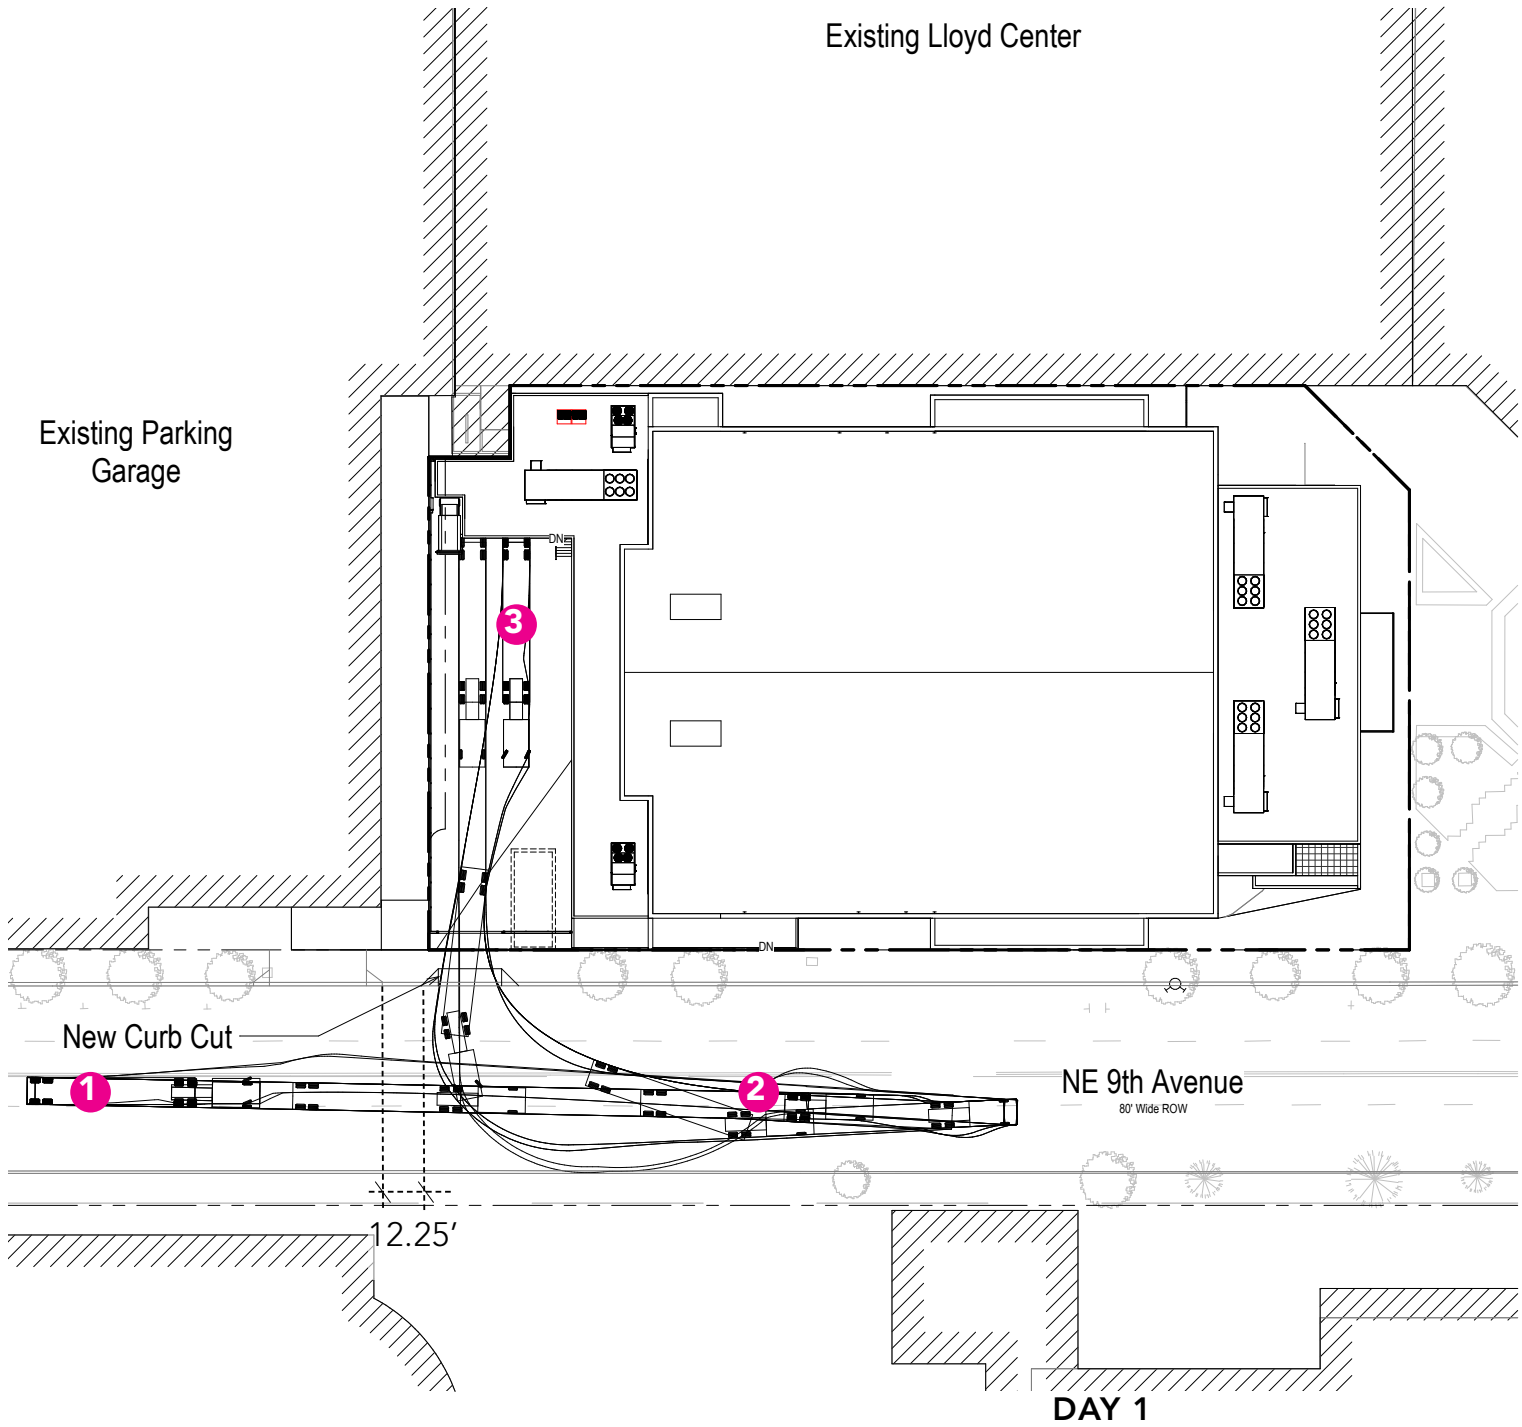 Existing Lloyd Center
Existing Parking
Garage
DN
3
DN
New Curb Cut
1
2
NE 9th Avenue
80' Wide ROW
12.25′
DAY 1